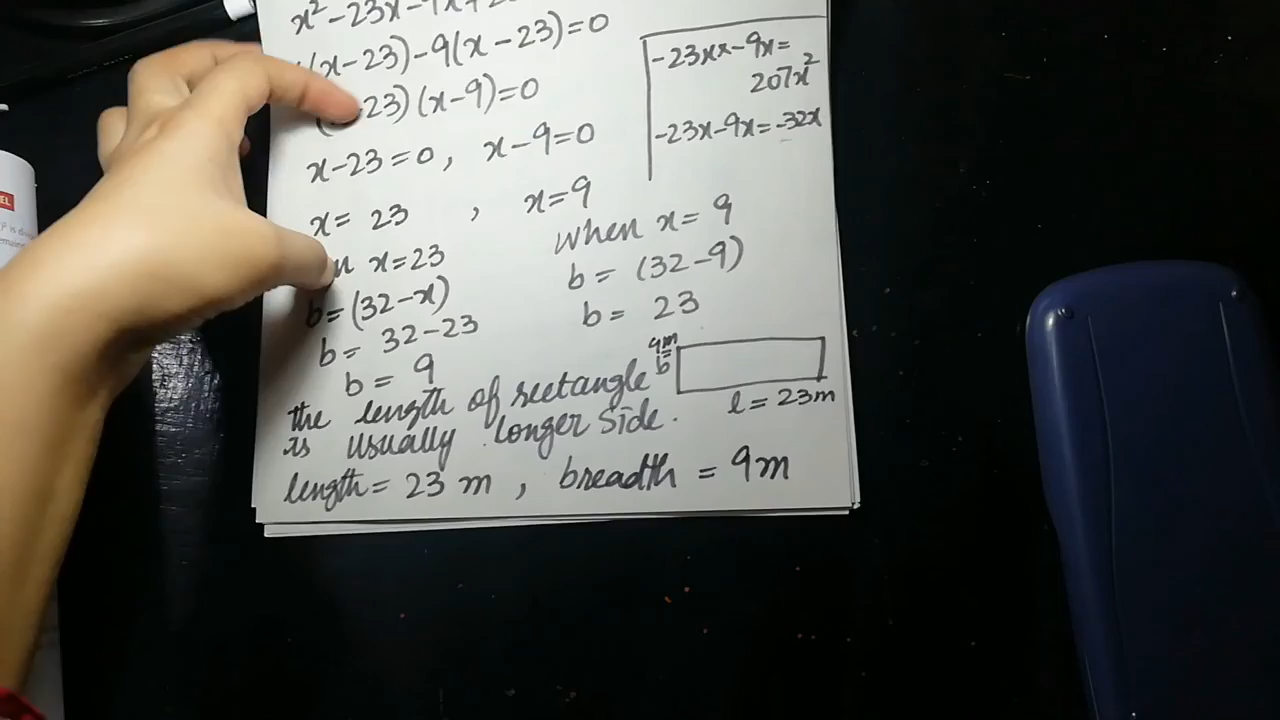 x²-23x-9x+2
(x-23)-9(x-23)=0
-23)(x-9)=0
x-23=0, x-9=0
x= 23 , x=9
x=23
b=(32-x)
b= 32-23
b= 9
when x= 9
b= (32-9)
b= 23
-23x×-9x=
207x²
-23x-9x=-32x
9m
b=
l= 23m
the length of rectangle
is usually longer side.
length= 23 m, breadth = 9m
EL